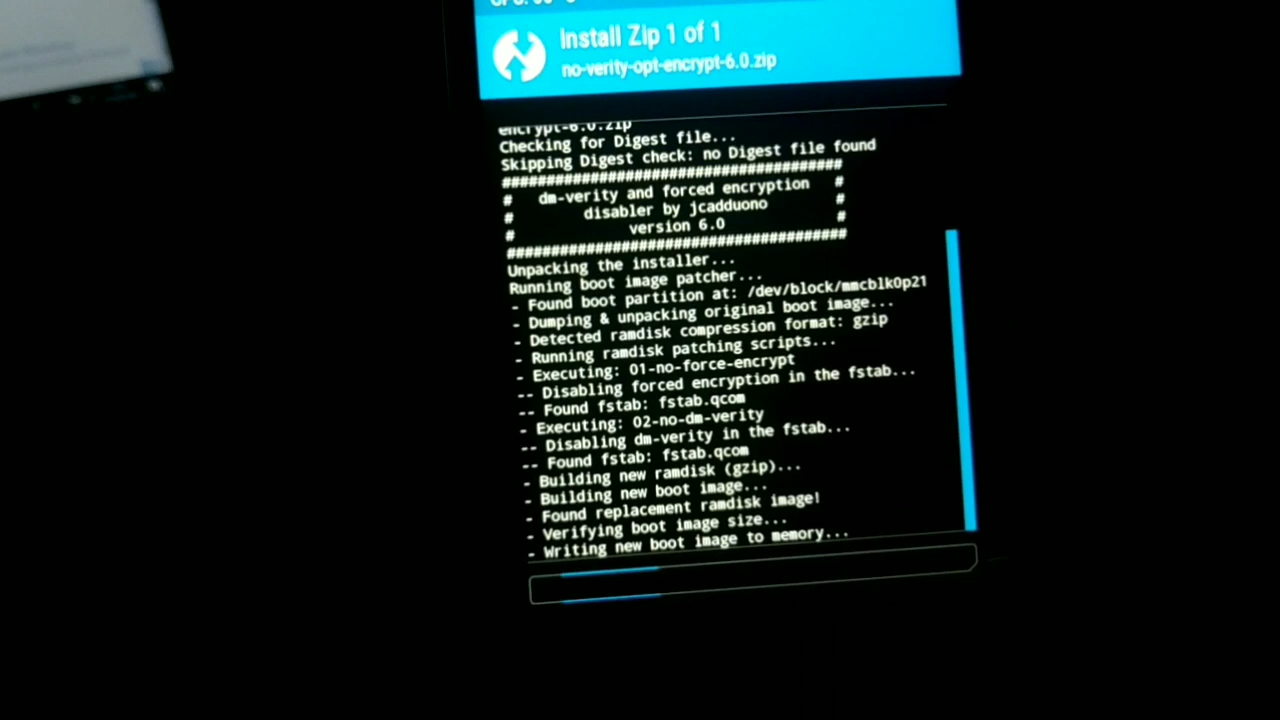 Install Zip 1 of 1
no-verity-opt-encrypt-6.0.zip
encrypt-6.0.zip
Checking for Digest file...
Skipping Digest check: no Digest file found
#####################################
# dm-verity and forced encryption #
# disabler by jcadduono #
# version 6.0 #
#####################################
Unpacking the installer...
Running boot image patcher...
- Found boot partition at: /dev/block/mmcblk0p21
- Dumping & unpacking original boot image...
- Detected ramdisk compression format: gzip
- Running ramdisk patching scripts...
- Executing: 01-no-force-encrypt
-- Disabling forced encryption in the fstab...
-- Found fstab: fstab.qcom
- Executing: 02-no-dm-verity
-- Disabling dm-verity in the fstab...
-- Found fstab: fstab.qcom
- Building new ramdisk (gzip)...
- Building new boot image...
- Found replacement ramdisk image!
- Verifying boot image size...
- Writing new boot image to memory...